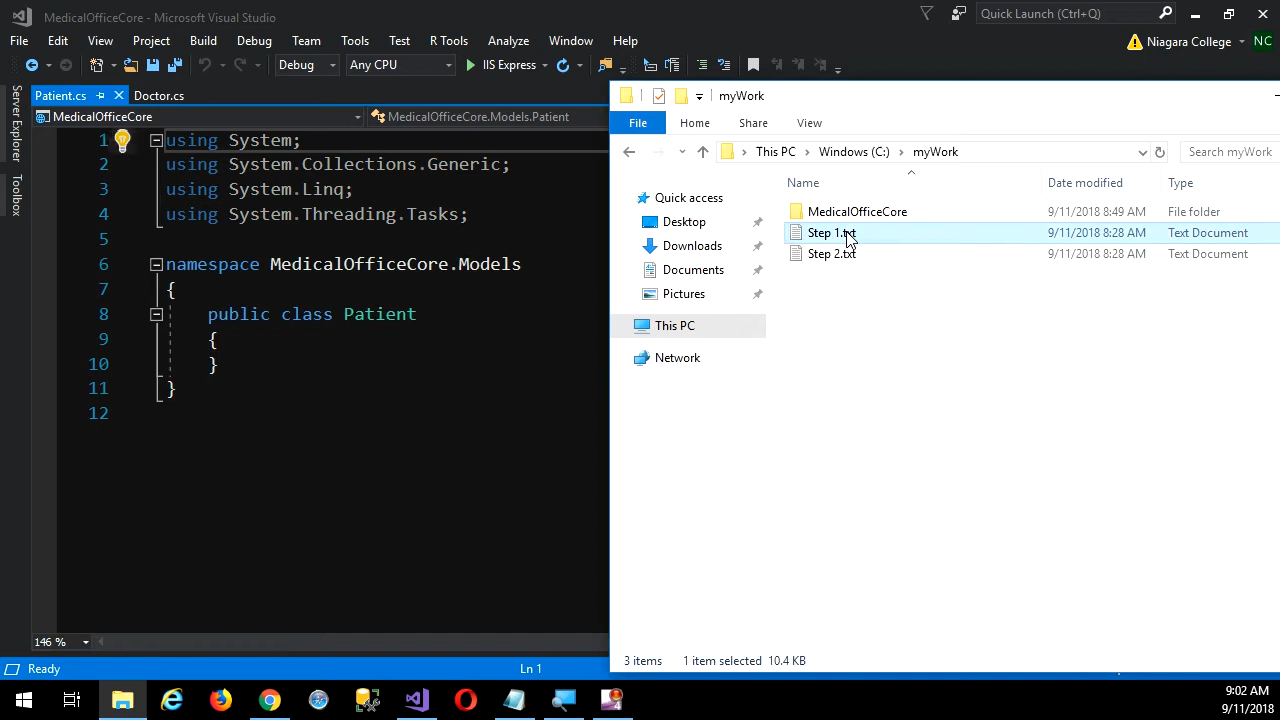 MedicalOfficeCore - Microsoft Visual Studio
Quick Launch (Ctrl+Q)
File Edit View Project Build Debug Team Tools Test R Tools Analyze Window Help
Niagara College NC
Debug Any CPU IIS Express
Patient.cs Doctor.cs
MedicalOfficeCore MedicalOfficeCore.Models.Patient
Server Explorer
Toolbox
1 using System;
2 using System.Collections.Generic;
3 using System.Linq;
4 using System.Threading.Tasks;
5
6 namespace MedicalOfficeCore.Models
7 {
8 public class Patient
9 {
10 }
11 }
12
146 %
Ready Ln 1
myWork
File Home Share View
This PC Windows (C:) myWork
Search myWork
Name Date modified Type
Quick access
Desktop
Downloads
Documents
Pictures
This PC
Network
MedicalOfficeCore 9/11/2018 8:49 AM File folder
Step 1.txt 9/11/2018 8:28 AM Text Document
Step 2.txt 9/11/2018 8:28 AM Text Document
3 items 1 item selected 10.4 KB
9:02 AM
9/11/2018